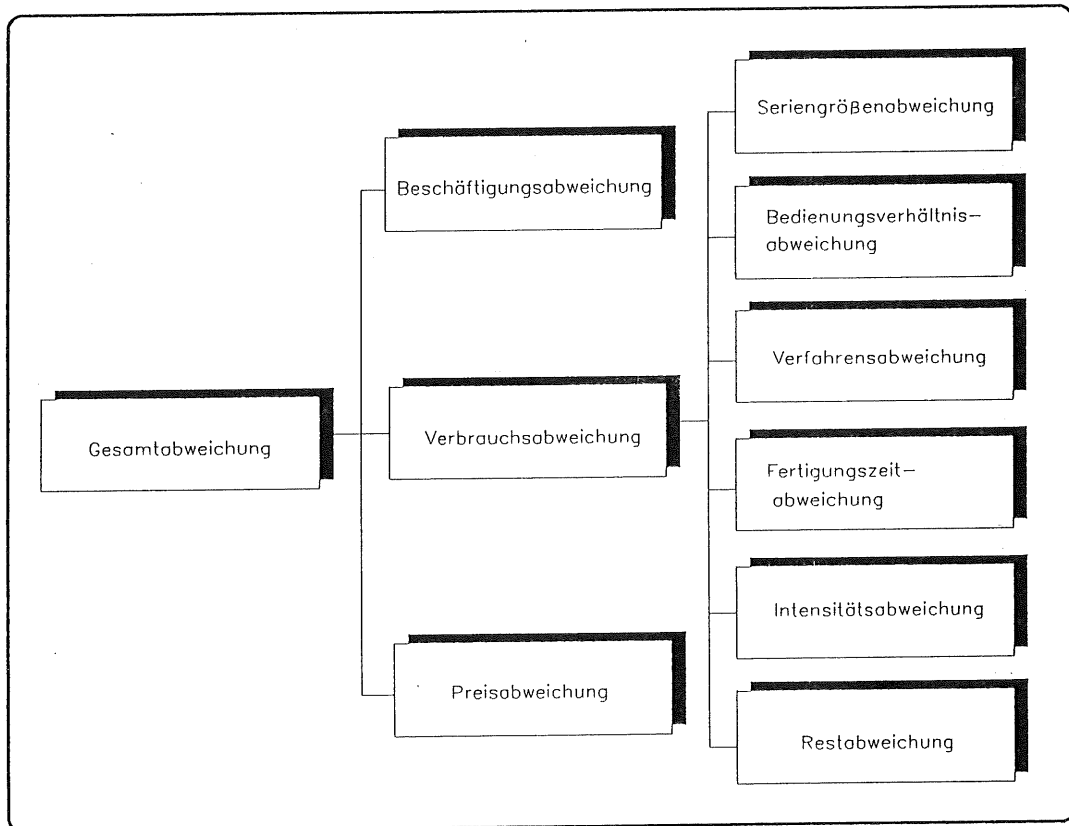 Gesamtabweichung
Beschäftigungsabweichung
Verbrauchsabweichung
Preisabweichung
Seriengrößenabweichung
Bedienungsverhältnis-
abweichung
Verfahrensabweichung
Fertigungszeit-
abweichung
Intensitätsabweichung
Restabweichung